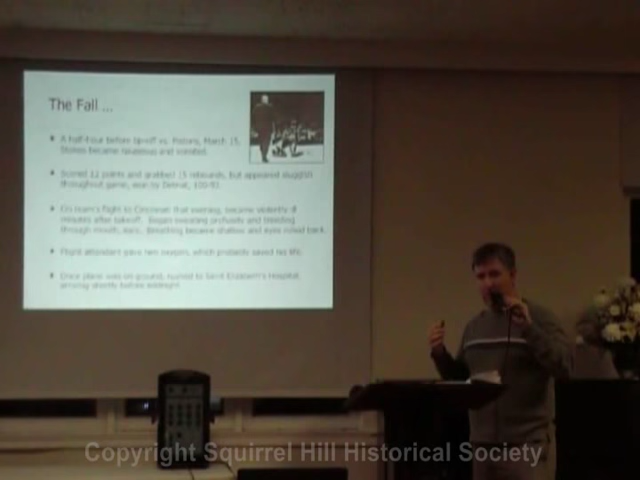 The Fall ...
A half-hour before tip-off vs. Pistons, March 15,
Stokes became nauseous and vomited.
Scored 12 points and grabbed 15 rebounds, but appeared sluggish
throughout game, won by Detroit,
On team's flight to Cincinnati that evening, became violently ill
minutes after takeoff. Began sweating profusely and bleeding
through mouth, ears. Breathing became shallow and eyes rolled back.
Flight attendant gave him oxygen, which probably saved his life.
Once plane was on ground, rushed to Saint Elizabeth's Hospital,
arriving shortly before midnight.
Copyright Squirrel Hill Historical Society